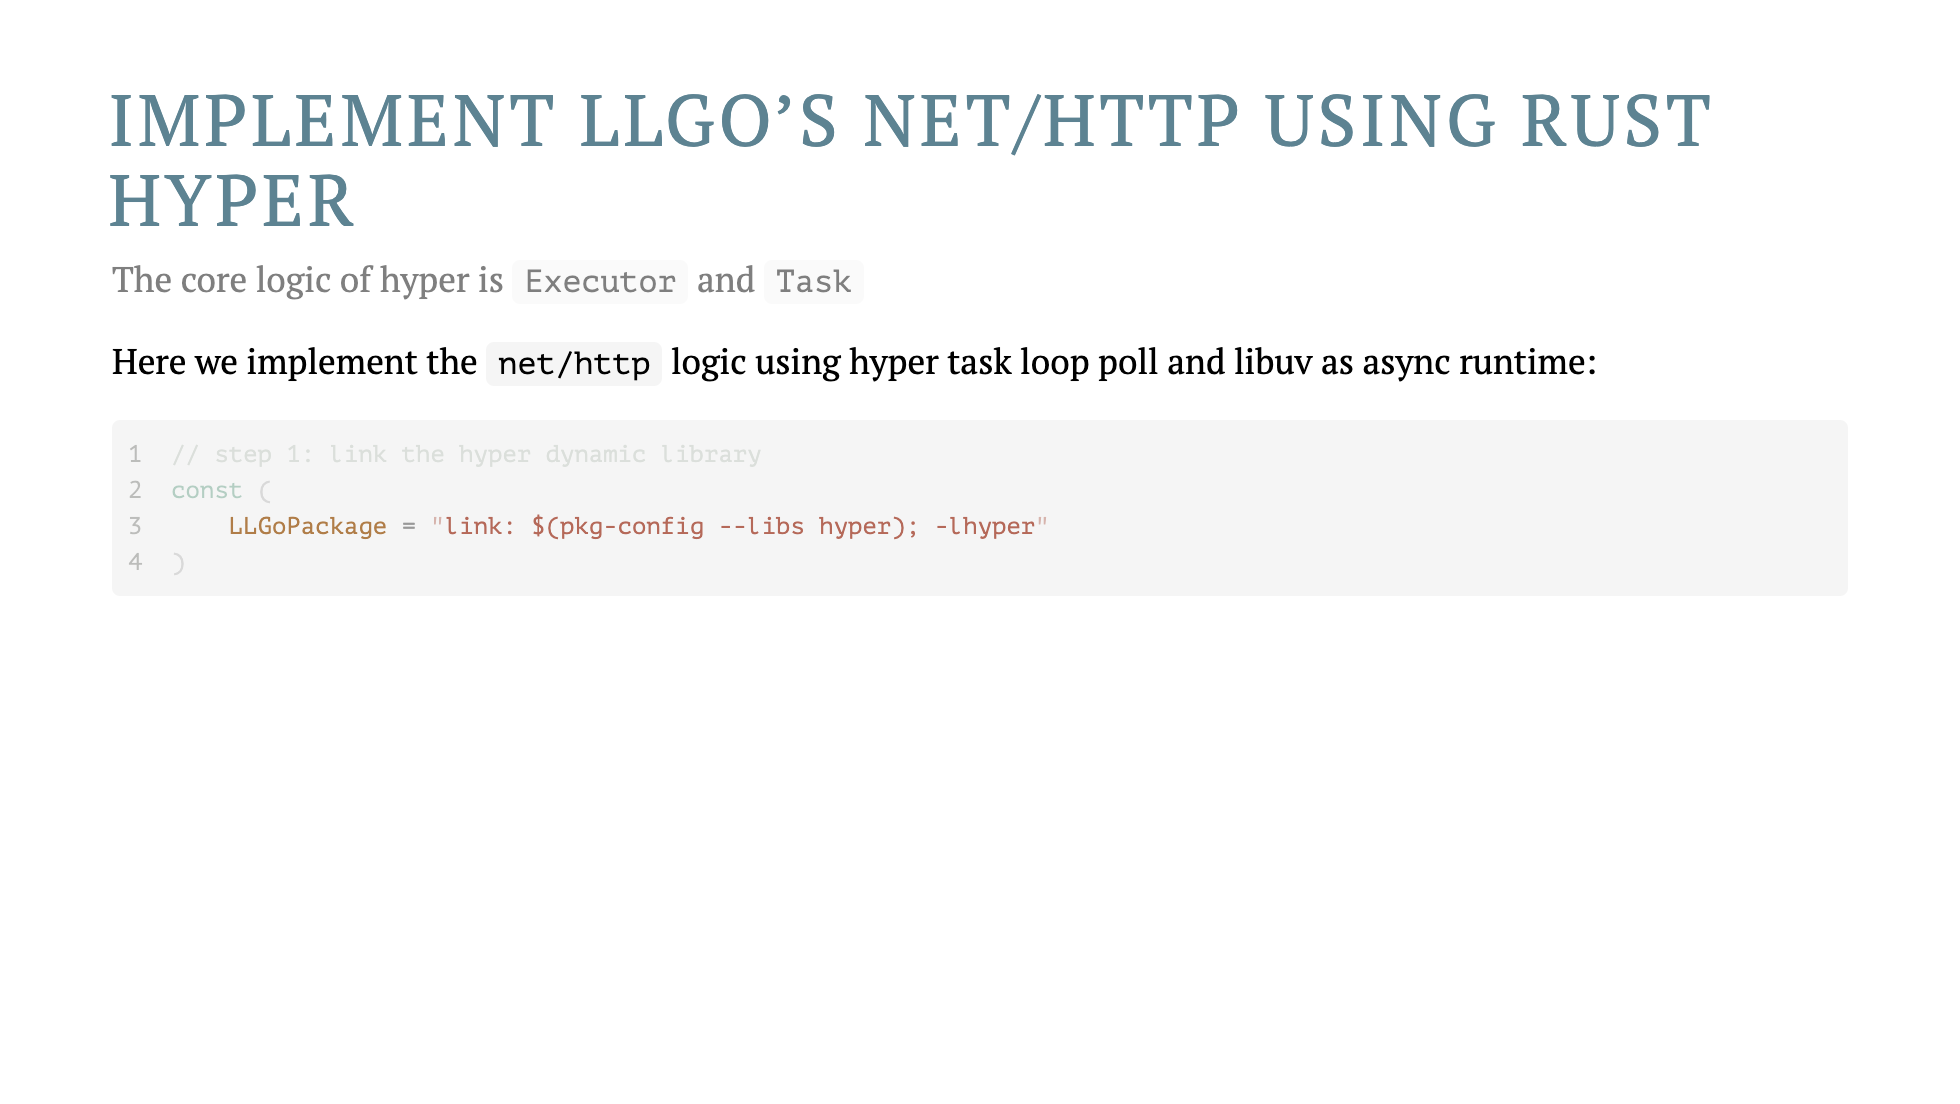 IMPLEMENT LLGO’S NET/HTTP USING RUST
HYPER
The core logic of hyper is Executor and Task
Here we implement the net/http logic using hyper task loop poll and libuv as async runtime:
1 // step 1: link the hyper dynamic library
2 const (
3     LLGoPackage = "link: $(pkg-config --libs hyper); -lhyper"
4 )